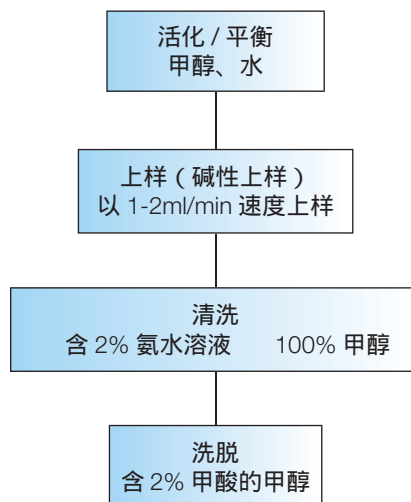 活化 / 平衡
甲醇、水
上样（碱性上样）
以 1-2ml/min 速度上样
清洗
含 2% 氨水溶液 100% 甲醇
洗脱
含 2% 甲酸的甲醇